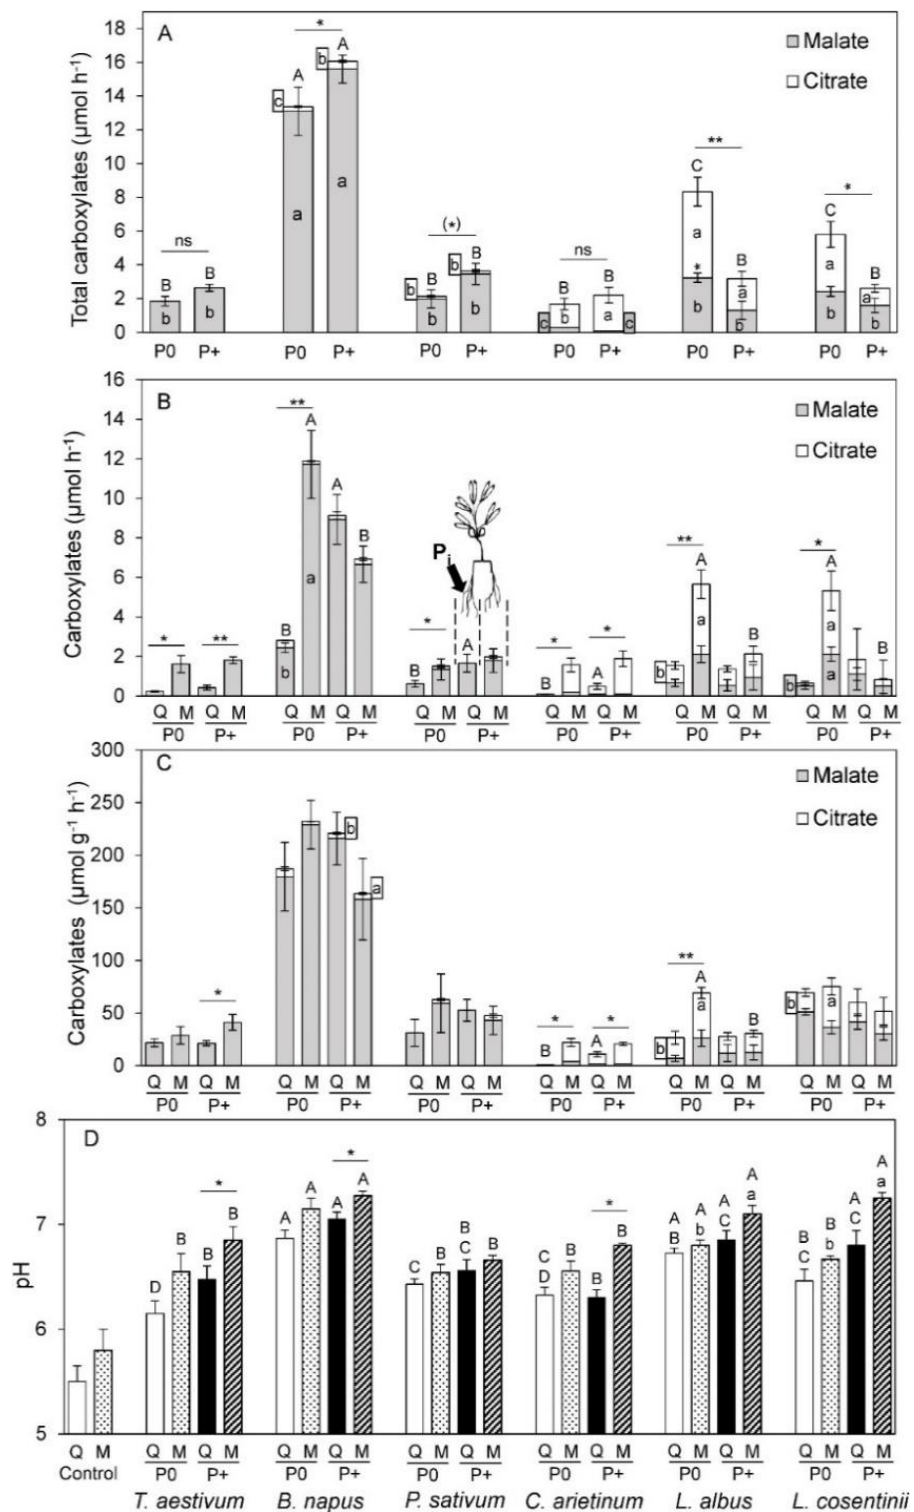 A
Total carboxylates (µmol h⁻¹)
18
16
14
12
10
8
6
4
2
0
Malate
Citrate
ns
*
(*)
ns
**
*
B B
b b
c A
b A
a a
b B
b B
b b
B B
b a
c c
C
a
*
b
B
a
b
C
a
b
B
a
b
P0 P+ P0 P+ P0 P+ P0 P+ P0 P+ P0 P+
B
Carboxylates (µmol h⁻¹)
16
14
12
10
8
6
4
2
0
Malate
Citrate
Pi
* ** ** * * * ** *
B A A B
b a
B A
B A
b A B
a
b A B
a
a
Q M Q M Q M Q M Q M Q M Q M Q M Q M Q M Q M Q M
P0 P+ P0 P+ P0 P+ P0 P+ P0 P+ P0 P+
C
Carboxylates (µmol g⁻¹ h⁻¹)
300
250
200
150
100
50
0
Malate
Citrate
* * * **
b a
B A
b A B
a
b a
Q M Q M Q M Q M Q M Q M Q M Q M Q M Q M Q M Q M
P0 P+ P0 P+ P0 P+ P0 P+ P0 P+ P0 P+
D
pH
8
7
6
5
* * *
D B B B
A A A A
C B B C B
C D B B B
A B A b A C A a
B C B b A C A a
Q M Q M Q M Q M Q M Q M Q M Q M Q M Q M Q M Q M Q M
Control P0 P+ P0 P+ P0 P+ P0 P+ P0 P+ P0 P+
T. aestivum B. napus P. sativum C. arietinum L. albus L. cosentinii